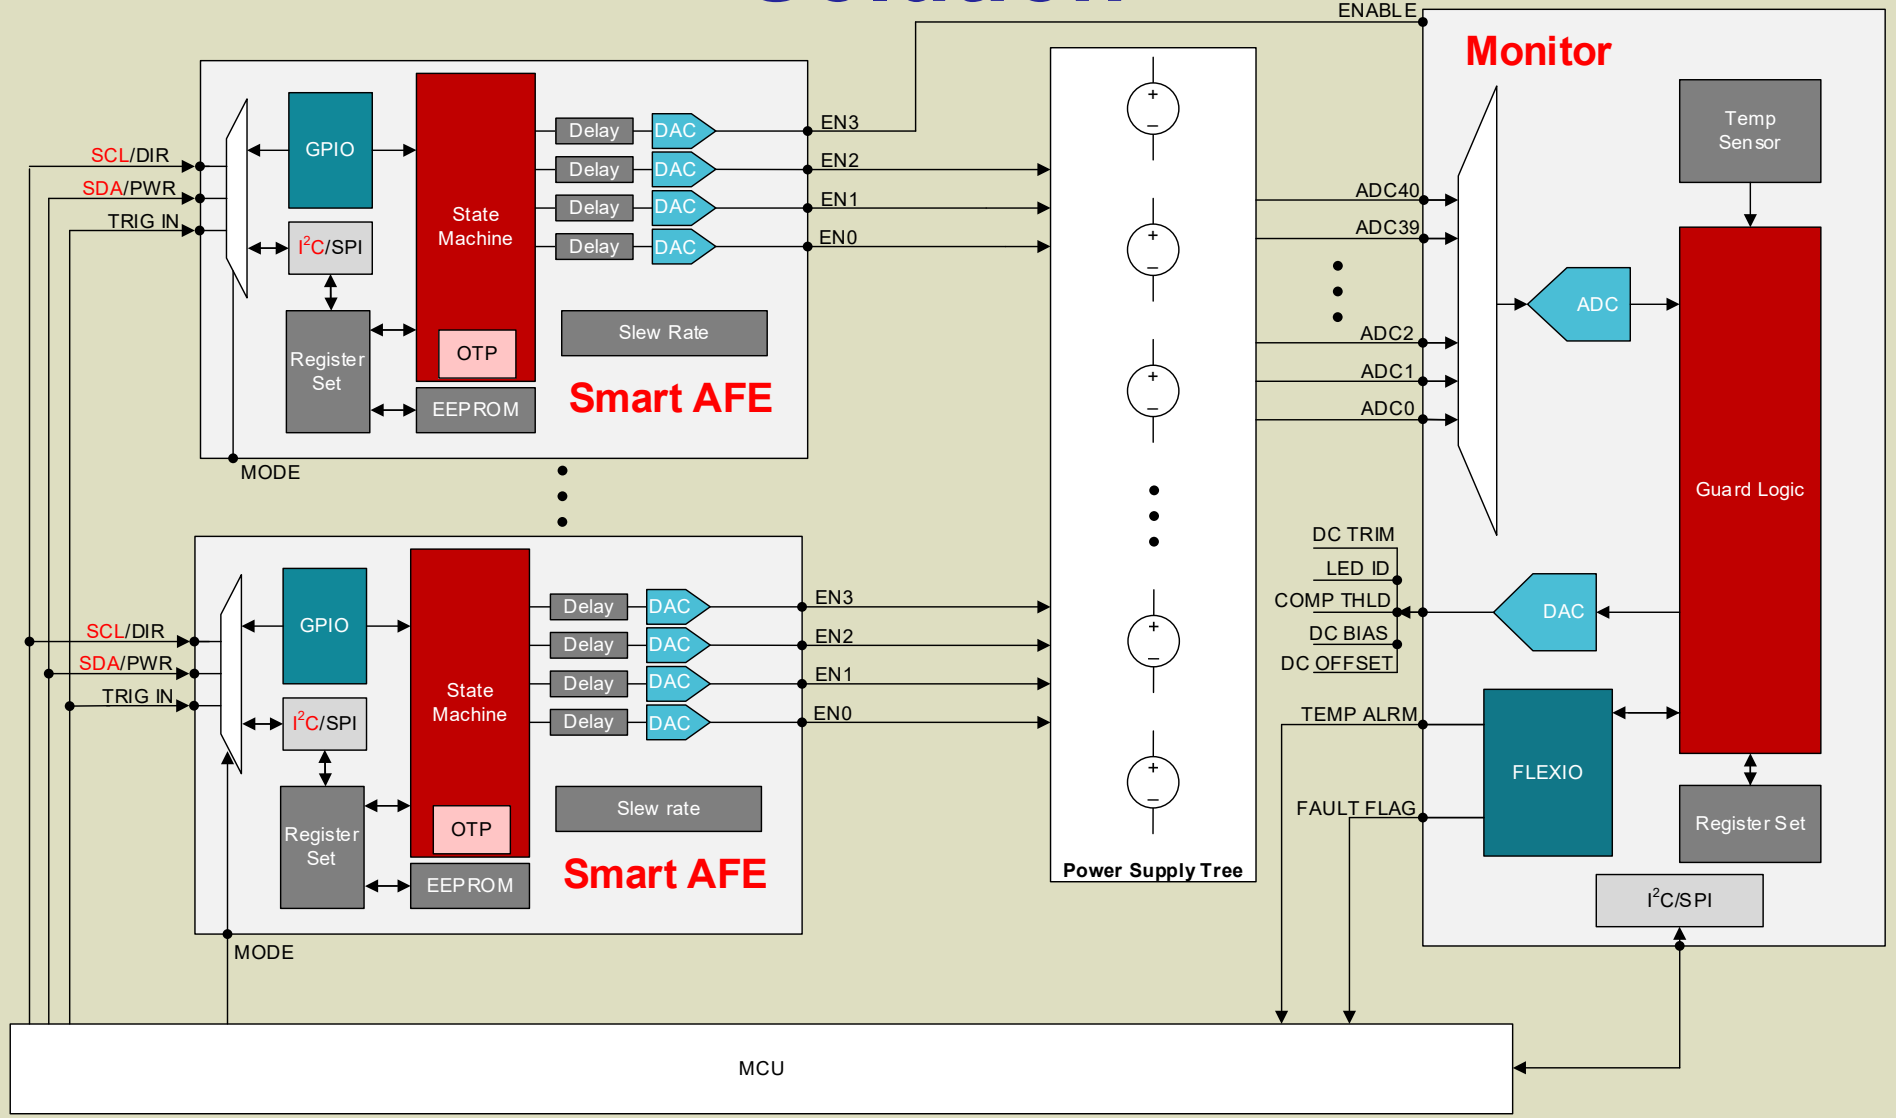 ENABLE
Monitor
Temp
Sensor
GPIO
State
Machine
Delay
DAC
EN3
Delay
DAC
EN2
Delay
DAC
EN1
Delay
DAC
EN0
SCL/DIR
SDA/PWR
TRIG IN
I2C/SPI
Register
Set
OTP
EEPROM
Slew Rate
Smart AFE
MODE
ADC40
ADC39
ADC2
ADC1
ADC0
ADC
Guard Logic
GPIO
State
Machine
Delay
DAC
EN3
Delay
DAC
EN2
Delay
DAC
EN1
Delay
DAC
EN0
SCL/DIR
SDA/PWR
TRIG IN
I2C/SPI
Register
Set
OTP
EEPROM
Slew rate
Smart AFE
MODE
Power Supply Tree
DC TRIM
LED ID
COMP THLD
DC BIAS
DC OFFSET
DAC
TEMP ALRM
FAULT FLAG
FLEXIO
Register Set
I2C/SPI
MCU